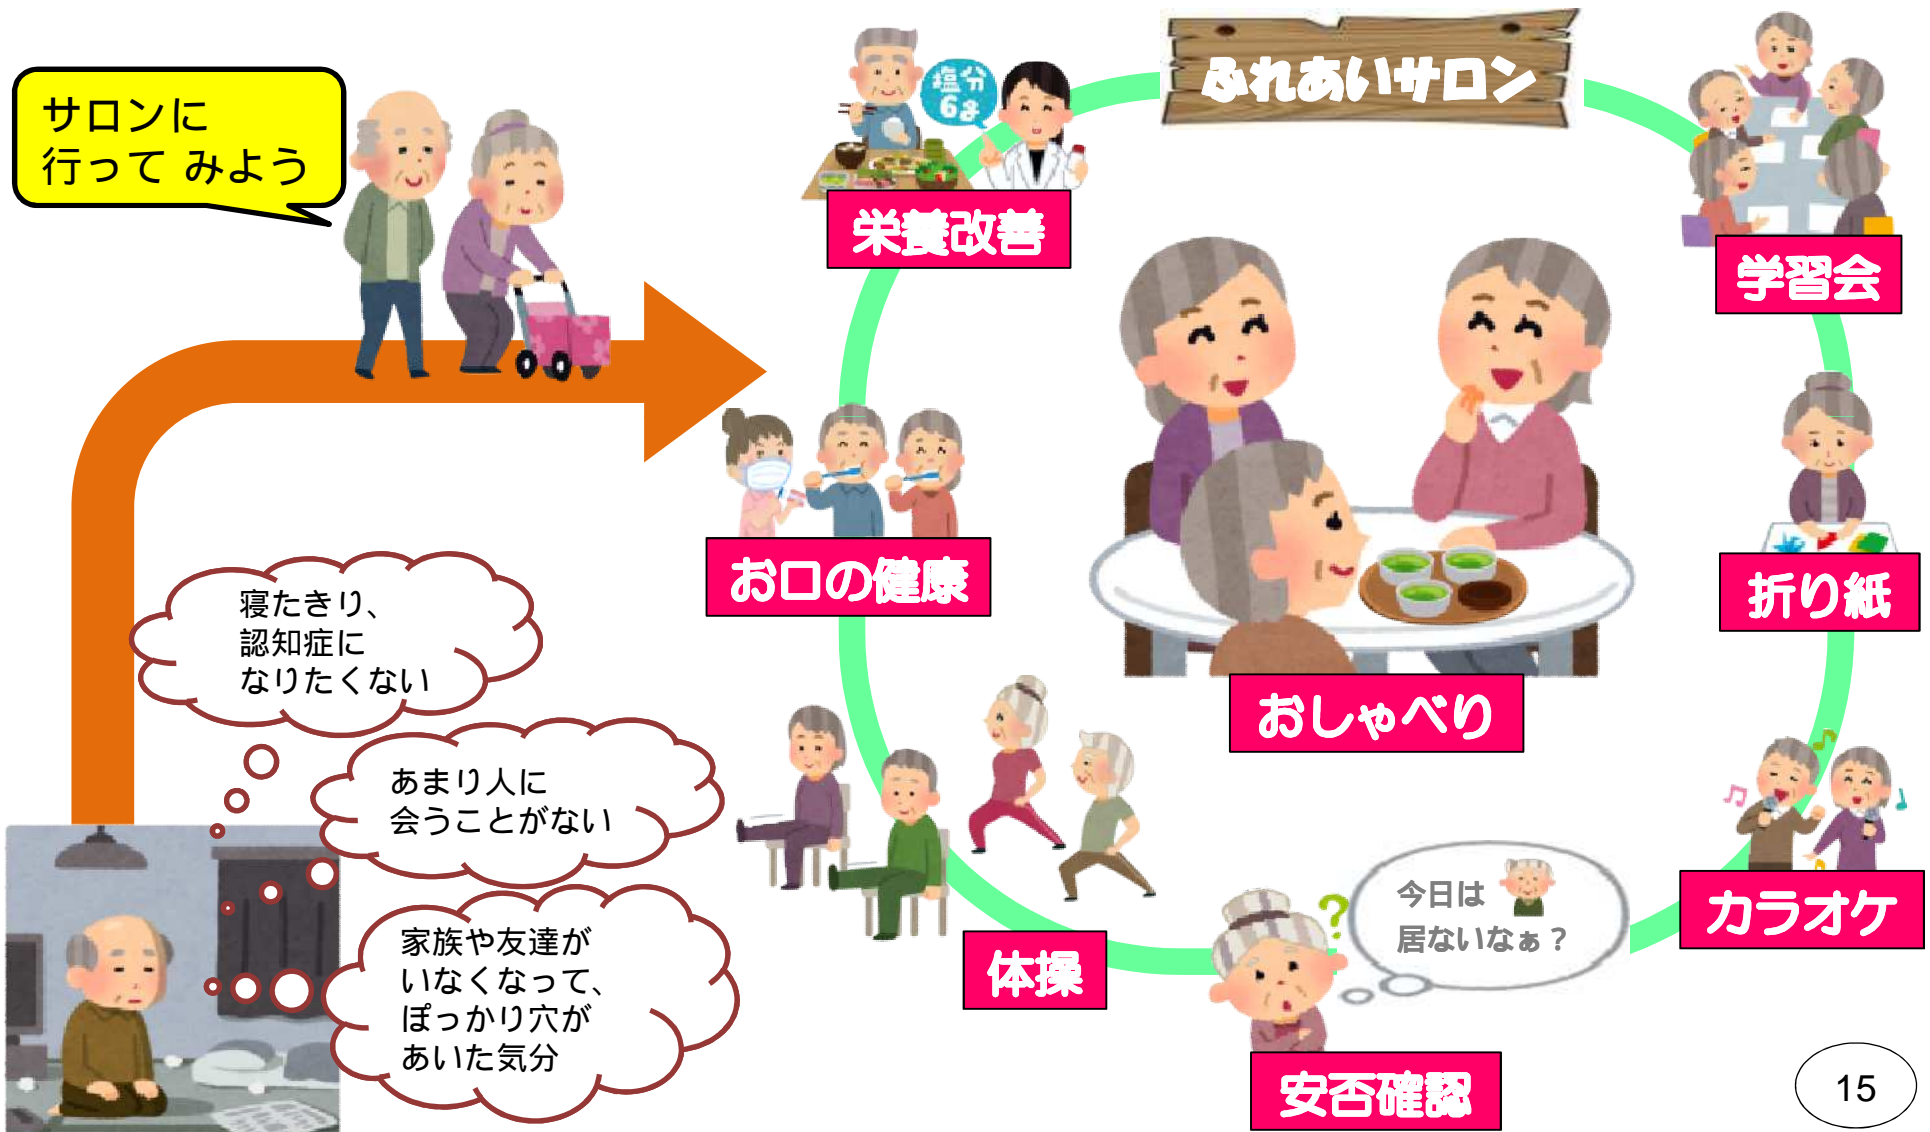 サロンに
行って みよう
ふれあいサロン
塩分
6g
栄養改善
学習会
お口の健康
折り紙
おしゃべり
寝たきり、
認知症に
なりたくない
あまり人に
会うことがない
家族や友達が
いなくなって、
ぽっかり穴が
あいた気分
体操
?
今日は
居ないなぁ?
カラオケ
安否確認
15